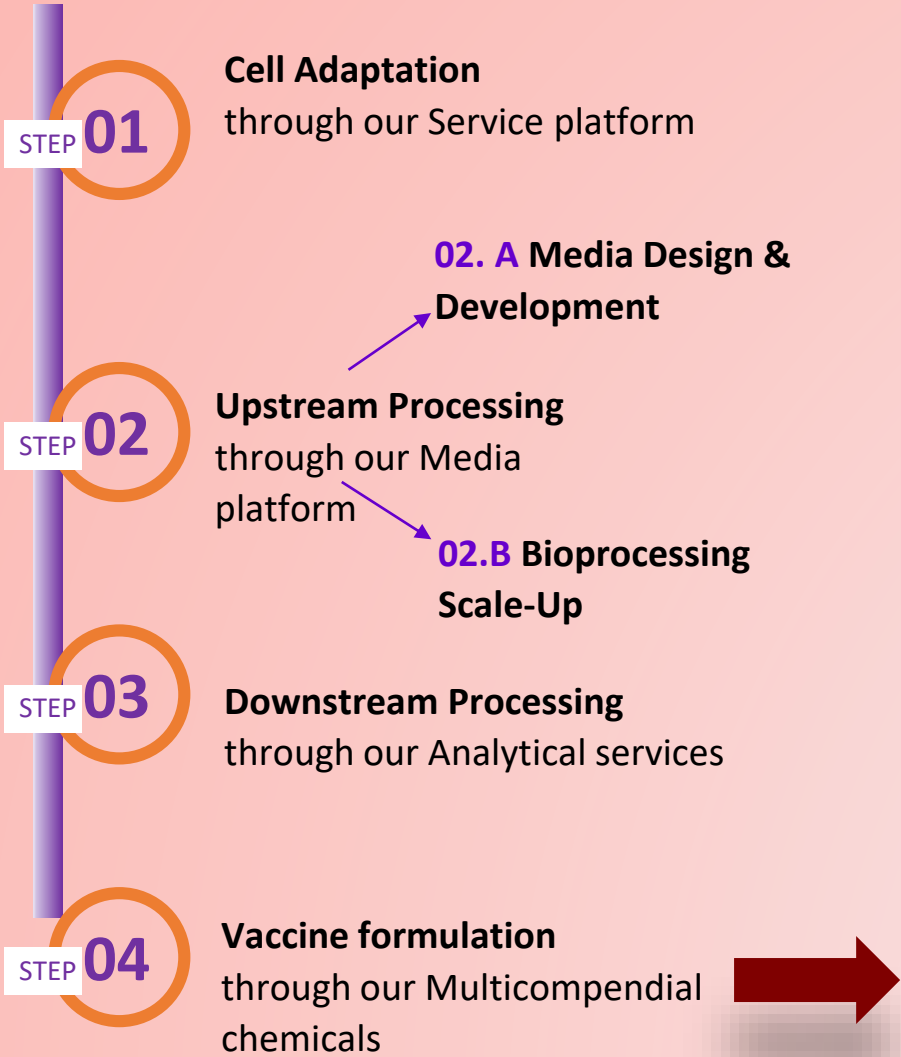 STEP 01
Cell Adaptation
through our Service platform
02. A Media Design &
Development
STEP 02
Upstream Processing
through our Media
platform
02.B Bioprocessing
Scale-Up
STEP 03
Downstream Processing
through our Analytical services
STEP 04
Vaccine formulation
through our Multicompendial
chemicals